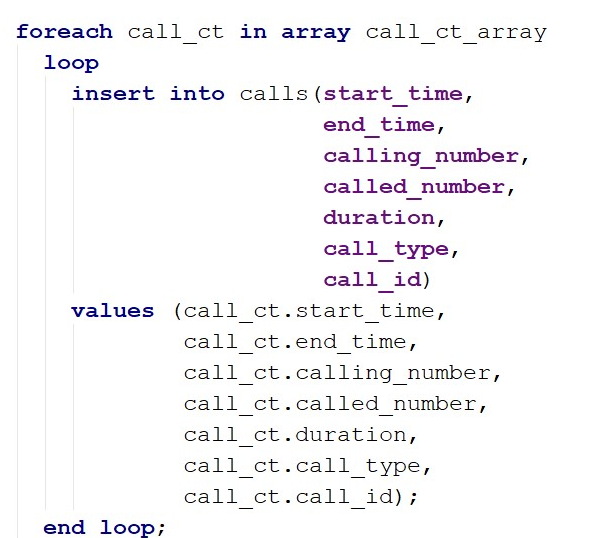 foreach call_ct in array call_ct_array
loop
insert into calls(start_time,
end_time,
calling_number,
called_number,
duration,
call_type,
call_id)
values (call_ct.start_time,
call_ct.end_time,
call_ct.calling_number,
call_ct.called_number,
call_ct.duration,
call_ct.call_type,
call_ct.call_id);
end loop;